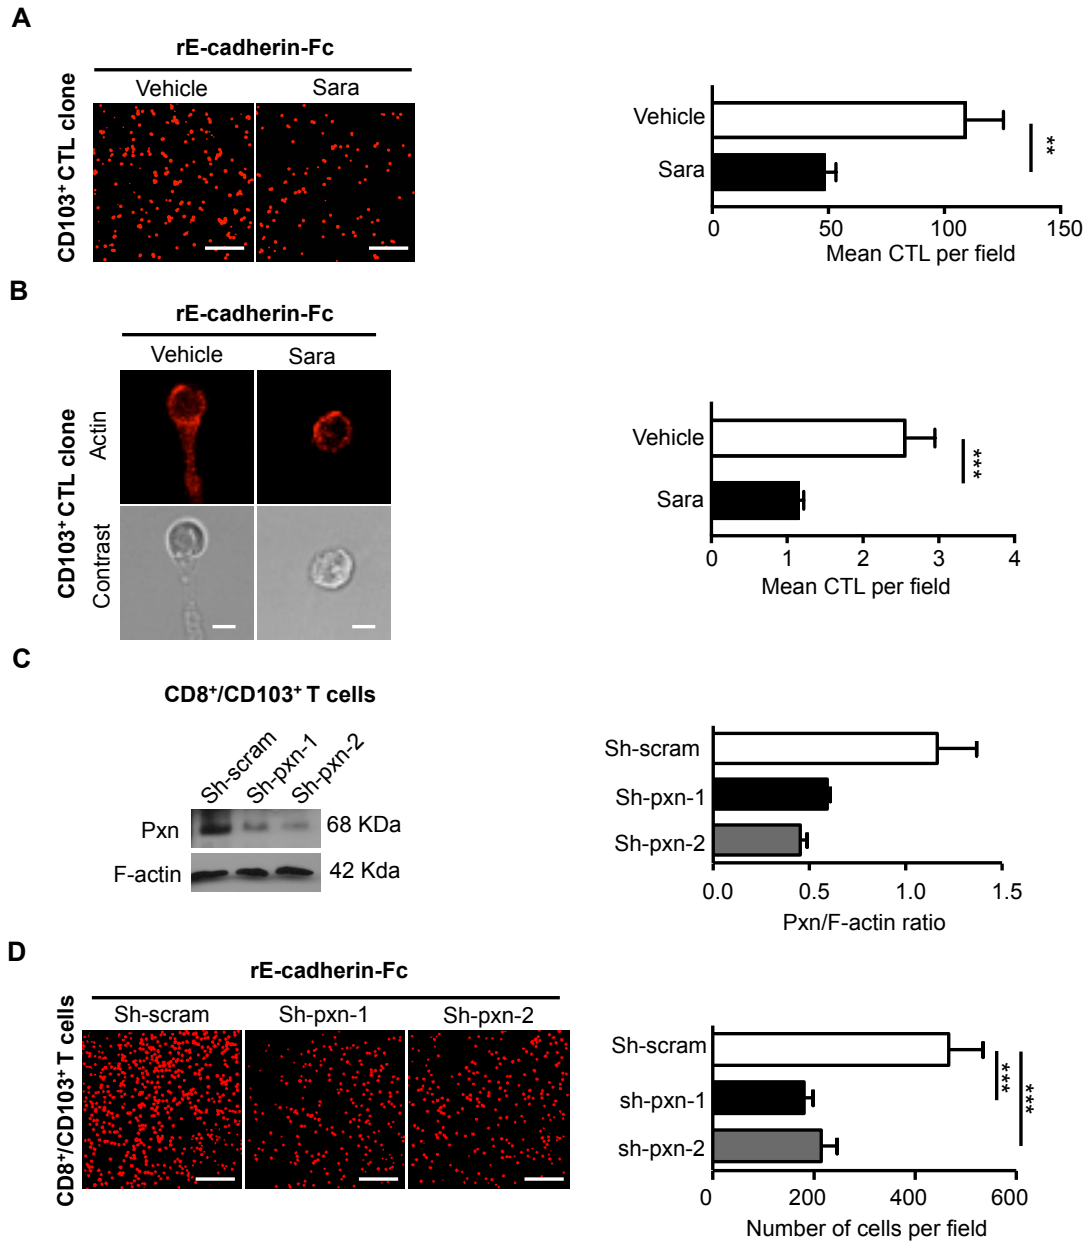 A
rE-cadherin-Fc
Vehicle Sara
CD103⁺ CTL clone
Vehicle
Sara
**
0 50 100 150
Mean CTL per field
B
rE-cadherin-Fc
Vehicle Sara
CD103⁺ CTL clone
Actin
Contrast
Vehicle
Sara
***
0 1 2 3 4
Mean CTL per field
C
CD8⁺/CD103⁺ T cells
Sh-scram Sh-pxn-1 Sh-pxn-2
Pxn 68 KDa
F-actin 42 Kda
Sh-scram
Sh-pxn-1
Sh-pxn-2
0.0 0.5 1.0 1.5
Pxn/F-actin ratio
D
rE-cadherin-Fc
Sh-scram Sh-pxn-1 Sh-pxn-2
CD8⁺/CD103⁺ T cells
Sh-scram
sh-pxn-1
sh-pxn-2
***
***
0 200 400 600
Number of cells per field